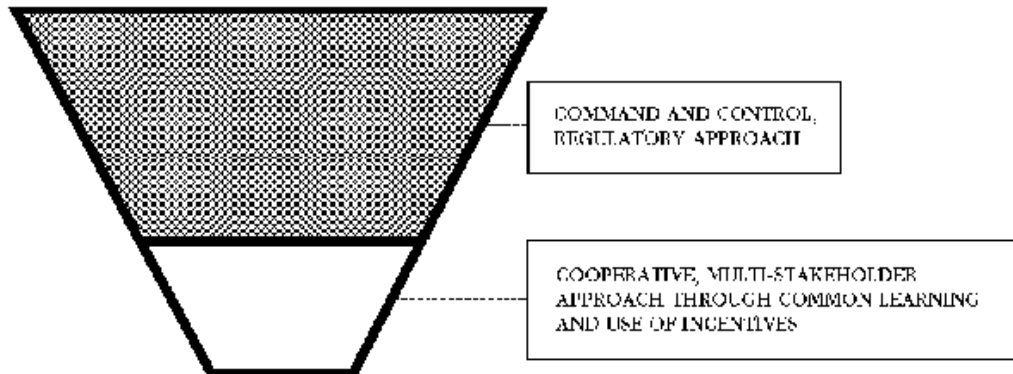 COMMAND AND CONTROL,
REGULATORY APPROACH
COOPERATIVE, MULTI-STAKEHOLDER
APPROACH THROUGH COMMON LEARNING
AND USE OF INCENTIVES